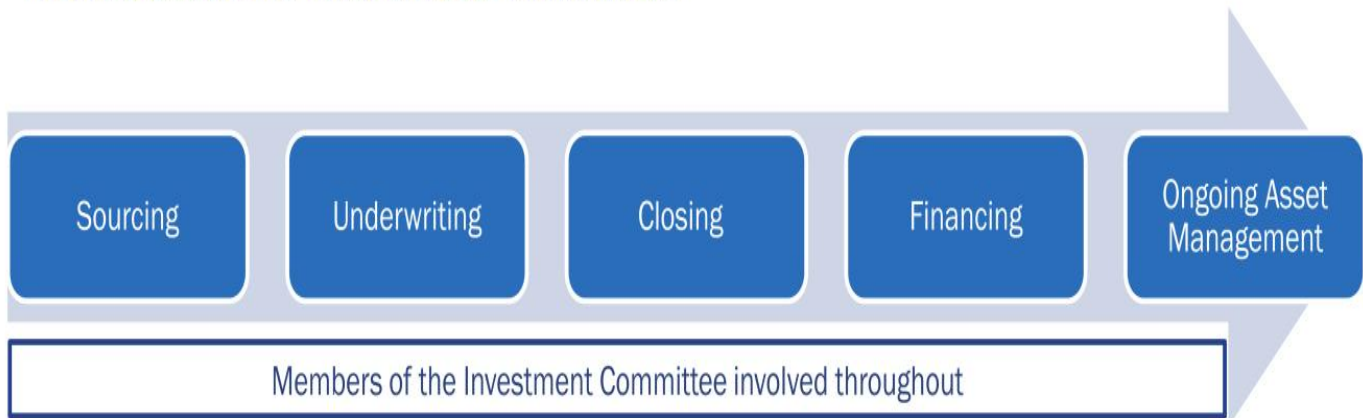 Sourcing
Underwriting
Closing
Financing
Ongoing Asset
Management
Members of the Investment Committee involved throughout